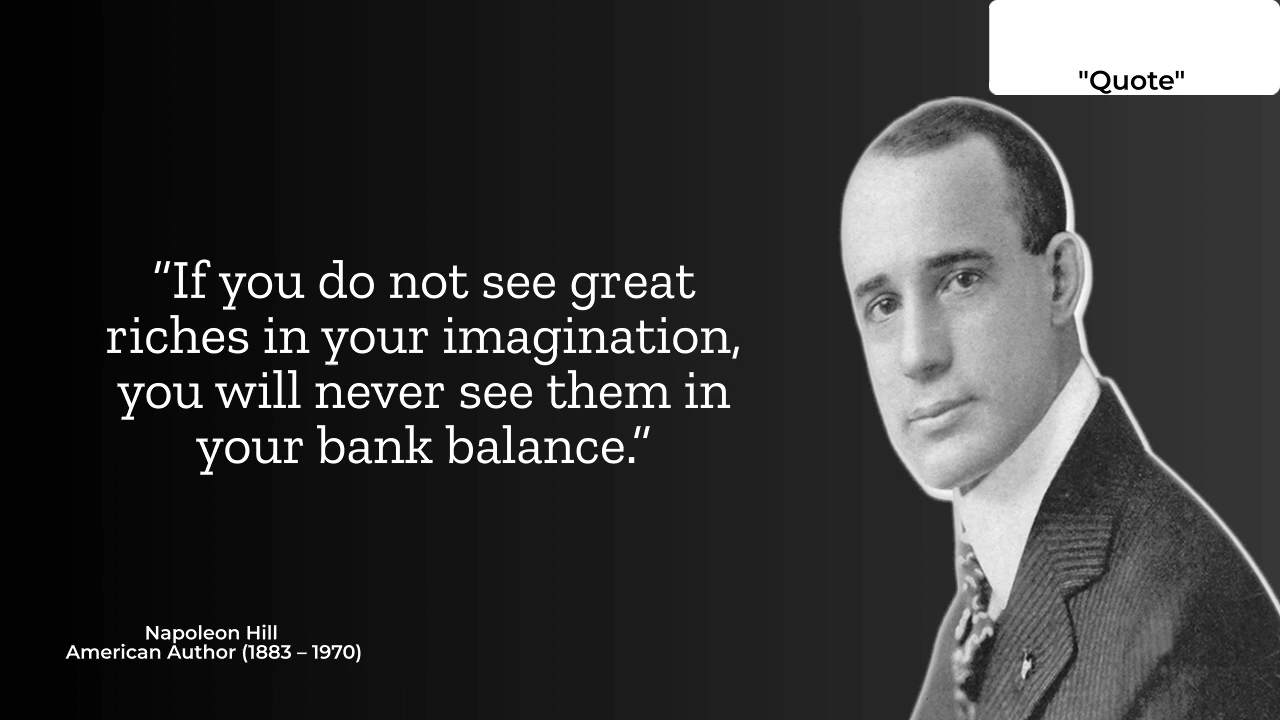 "Quote"
"If you do not see great
riches in your imagination,
you will never see them in
your bank balance."
Napoleon Hill
American Author (1883 – 1970)